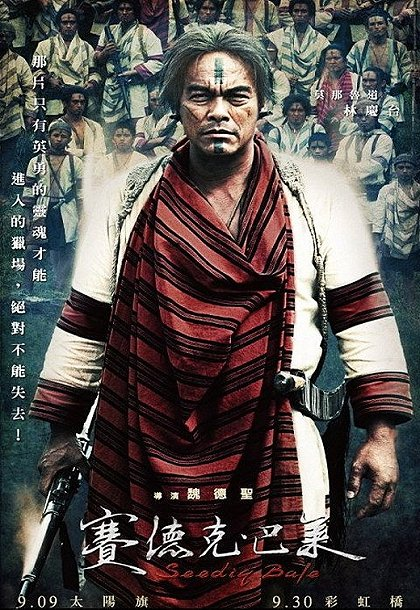 那片只有英勇的靈魂才能
進入的獵場，絕對不能失去！
莫那魯道
林慶台
導演 魏德聖
賽德克·巴萊
Seediq Bale
9.09 太陽旗
9.30 彩虹橋